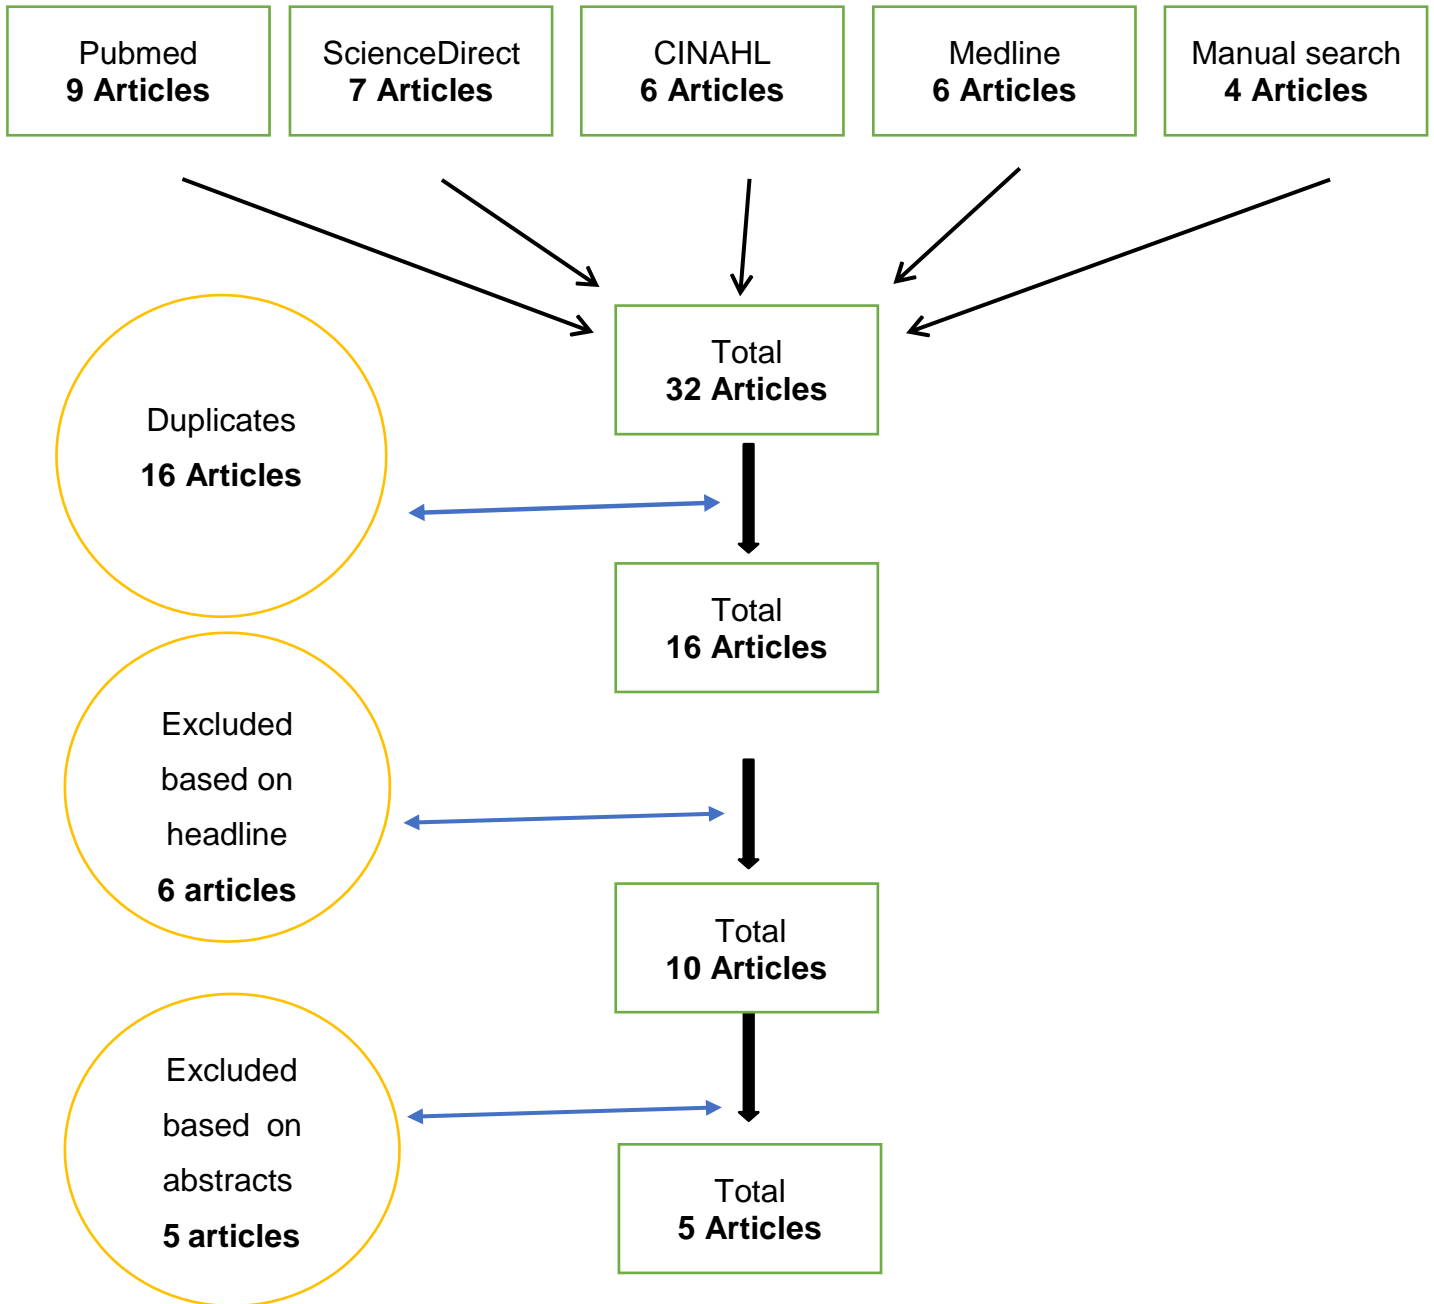 Pubmed
9 Articles
ScienceDirect
7 Articles
CINAHL
6 Articles
Medline
6 Articles
Manual search
4 Articles
Total
32 Articles
Duplicates
16 Articles
Total
16 Articles
Excluded
based on
headline
6 articles
Total
10 Articles
Excluded
based on
abstracts
5 articles
Total
5 Articles